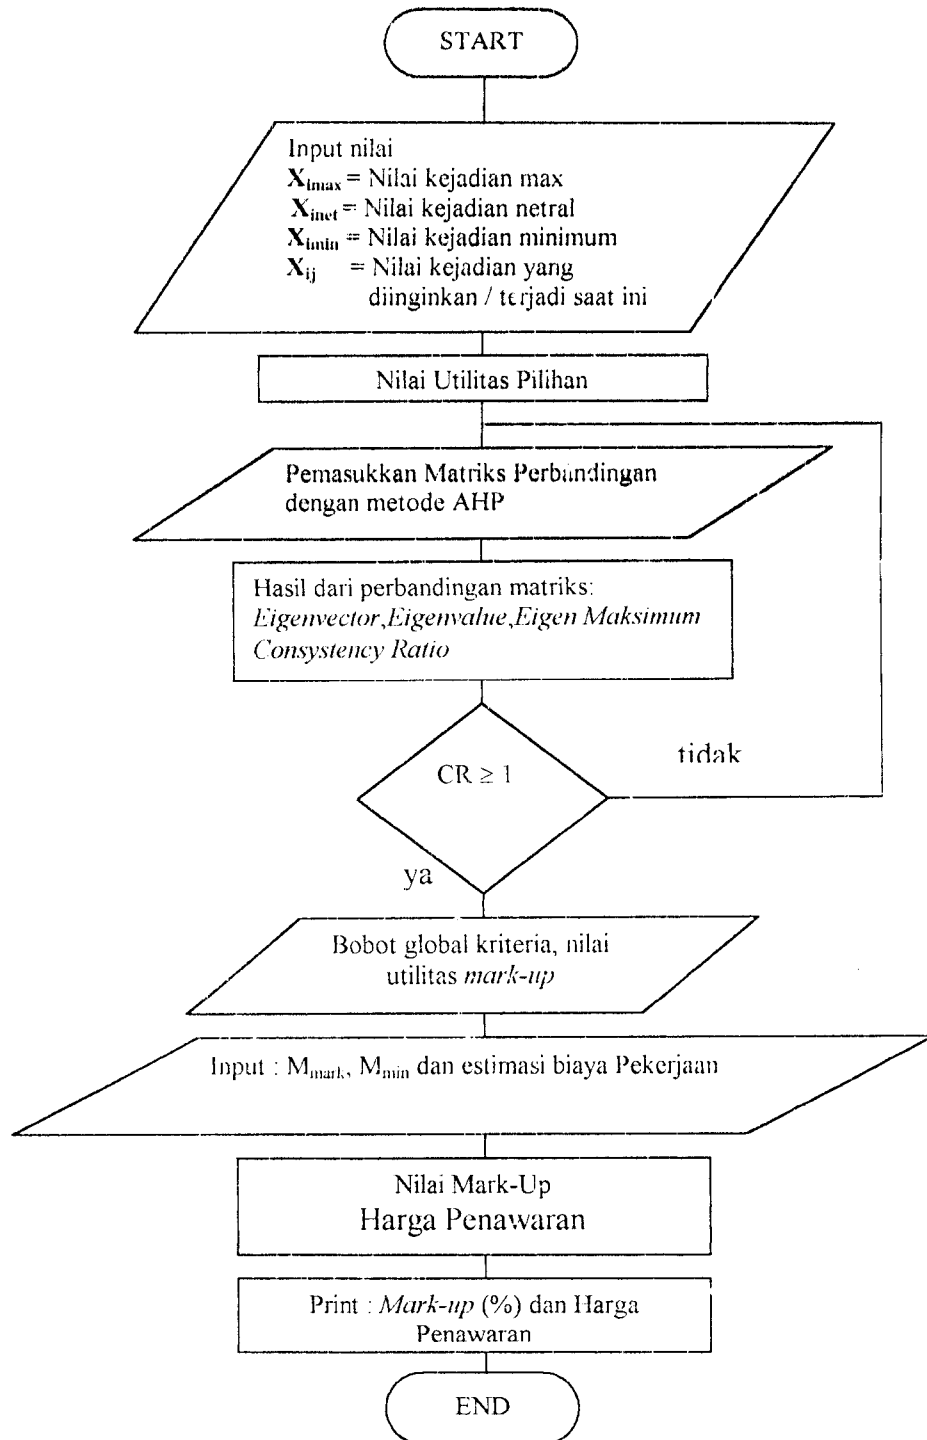 START
Input nilai
X_imax = Nilai kejadian max
X_inet = Nilai kejadian netral
X_imin = Nilai kejadian minimum
X_ij = Nilai kejadian yang
diinginkan / terjadi saat ini
Nilai Utilitas Pilihan
Pemasukkan Matriks Perbandingan
dengan metode AHP
Hasil dari perbandingan matriks:
Eigenvector,Eigenvalue,Eigen Maksimum
Consystency Ratio
CR ≥ 1
tidak
ya
Bobot global kriteria, nilai
utilitas mark-up
Input : M_mark, M_min dan estimasi biaya Pekerjaan
Nilai Mark-Up
Harga Penawaran
Print : Mark-up (%) dan Harga
Penawaran
END